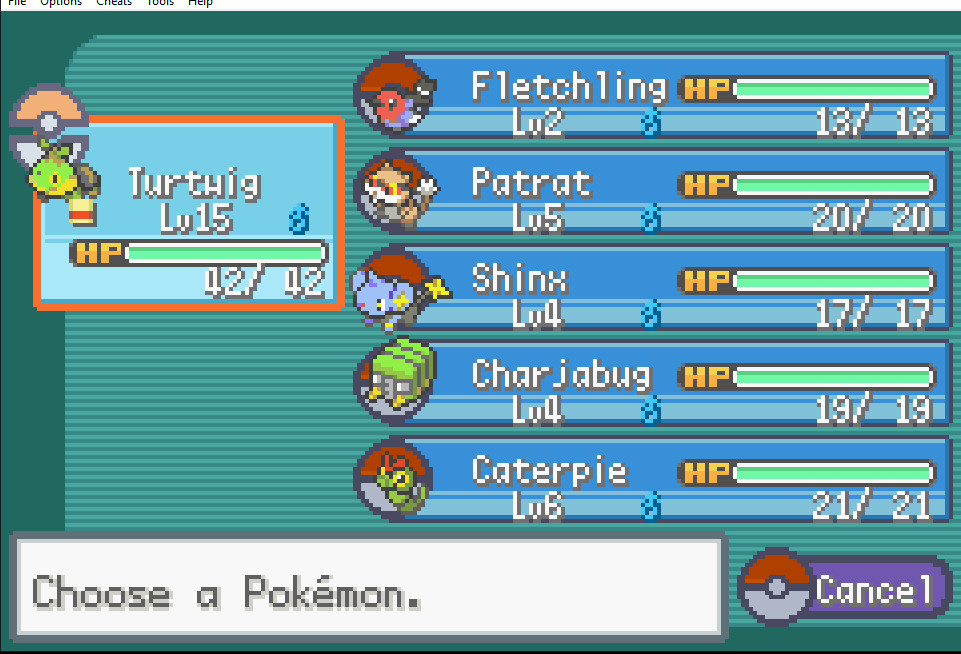 File Options Cheats Tools Help
Turtwig
Lv15
HP
42/ 42
Fletchling HP
Lv2 13/ 13
Patrat HP
Lv5 20/ 20
Shinx HP
Lv4 17/ 17
Charjabug HP
Lv4 19/ 19
Caterpie HP
Lv6 21/ 21
Choose a Pokémon.
Cancel